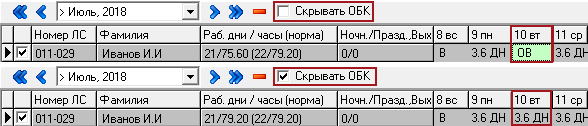 > Июль, 2018 Скрывать ОБК
Номер ЛС Фамилия Раб. дни / часы (норма) Ночн./Празд.,Вых 8 вс 9 пн 10 вт 11 ср
011-029 Иванов И.И 21/75.60 (22/79.20) 0/0 В 3.6 ДН ОВ 3.6 ДН
> Июль, 2018 Скрывать ОБК
Номер ЛС Фамилия Раб. дни / часы (норма) Ночн./Празд.,Вых 8 вс 9 пн 10 вт 11 ср
011-029 Иванов И.И 21/79.20 (22/79.20) 0/0 В 3.6 ДН 3.6 ДН 3.6 ДН